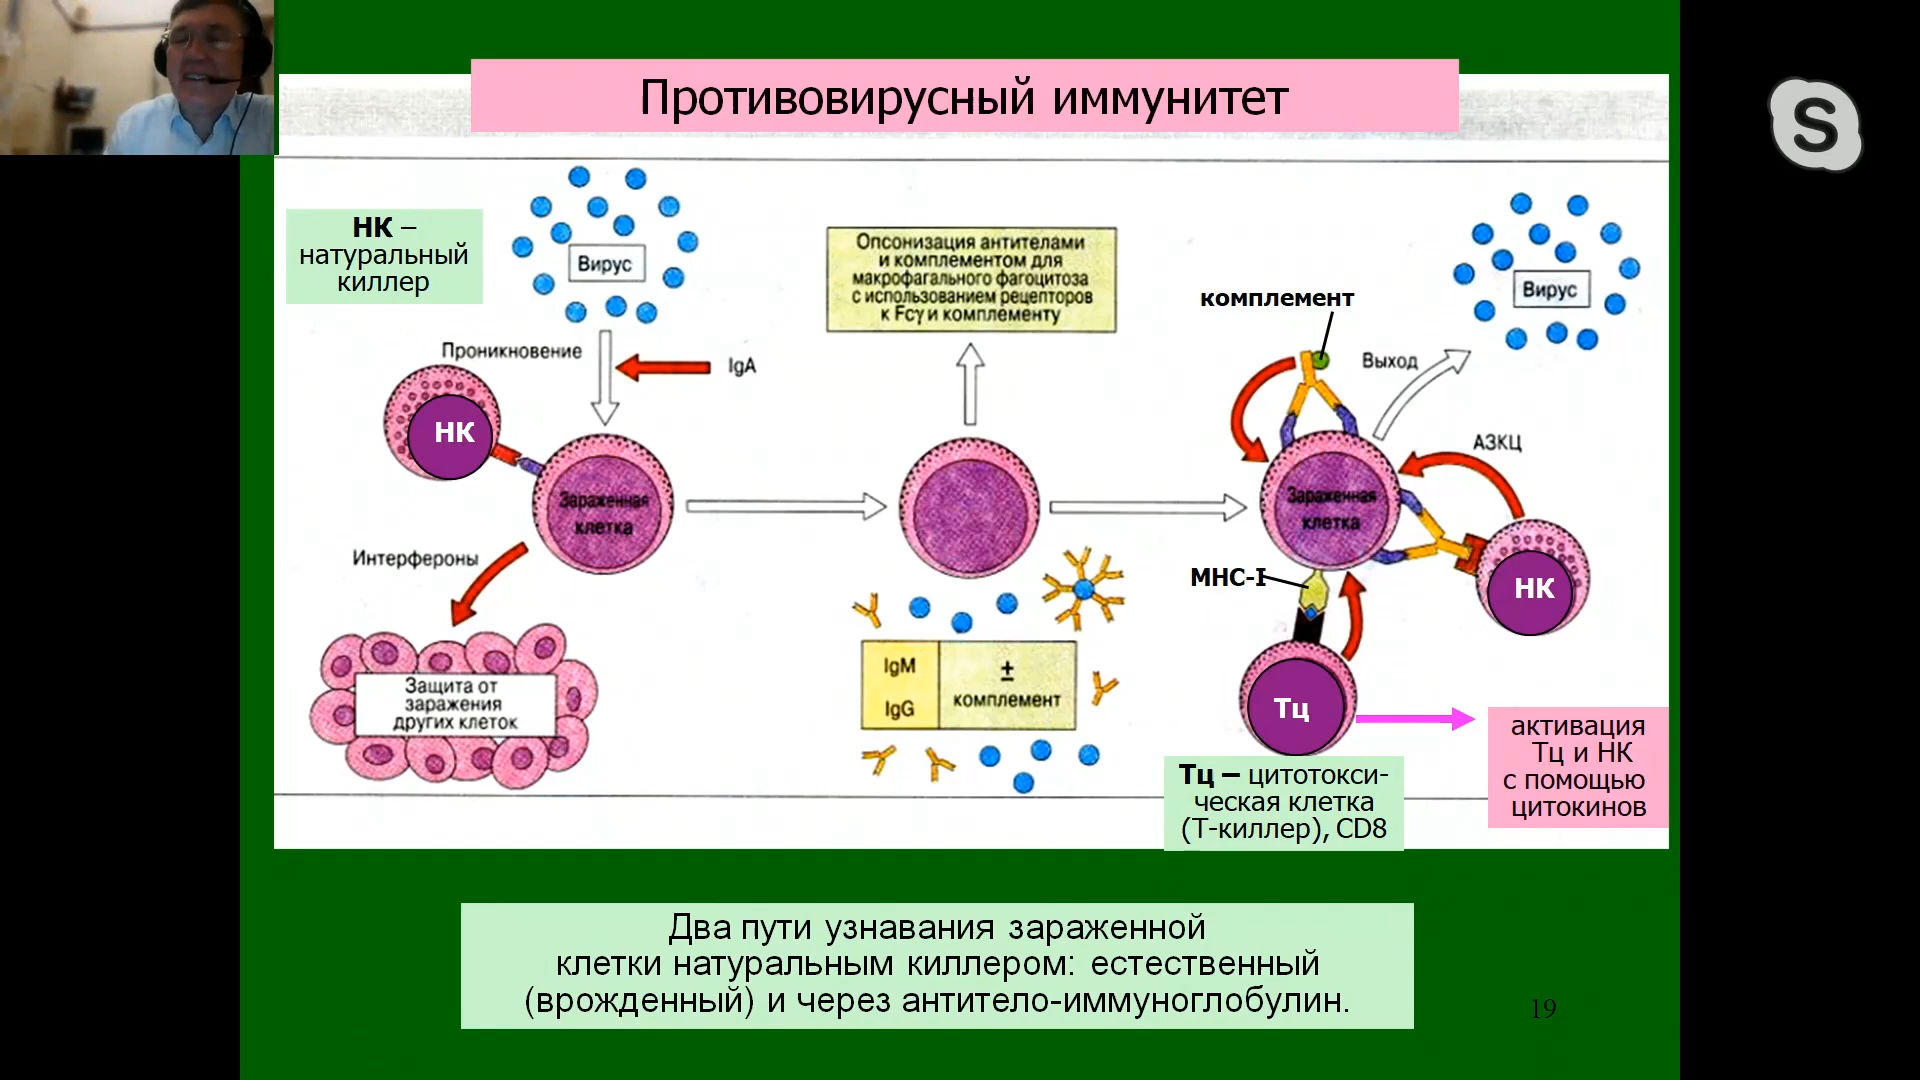 Противовирусный иммунитет
НК –
натуральный
киллер
Вирус
Проникновение
IgA
НК
Зараженная
клетка
Интерфероны
Защита от
заражения
других клеток
Опсонизация антителами
и комплементом для
макрофагального фагоцитоза
с использованием рецепторов
к Fcγ и комплементу
IgM
IgG
±
комплемент
комплемент
Выход
Вирус
АЗКЦ
Зараженная
клетка
МНС-I
НК
Тц
Тц – цитотокси-
ческая клетка
(Т-киллер), CD8
активация
Тц и НК
с помощью
цитокинов
Два пути узнавания зараженной
клетки натуральным киллером: естественный
(врожденный) и через антитело-иммуноглобулин.
19
S